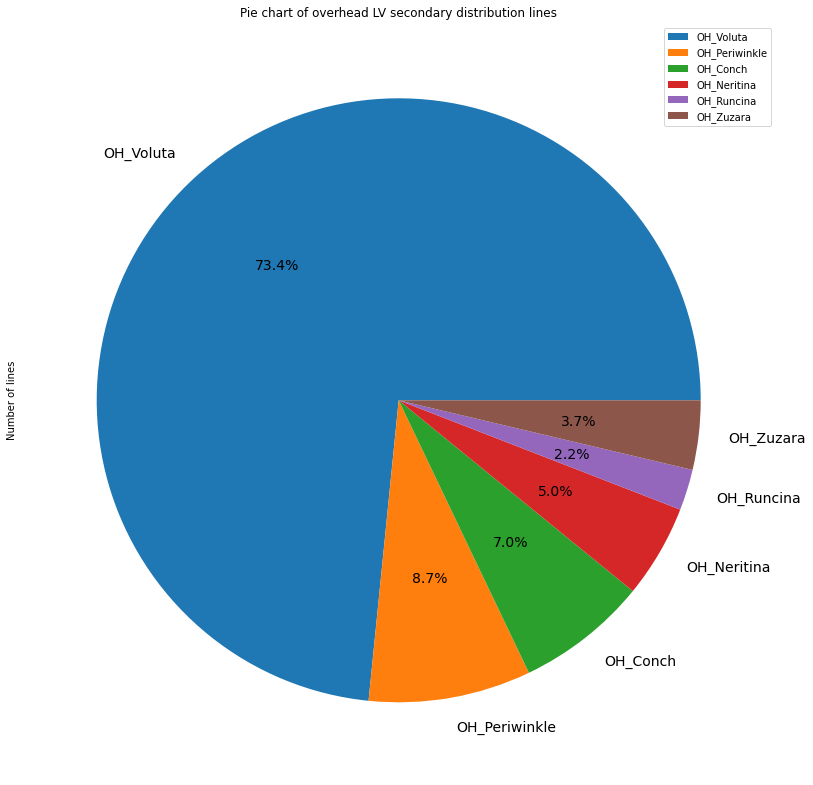 Pie chart of overhead LV secondary distribution lines
OH_Voluta
OH_Periwinkle
OH_Conch
OH_Neritina
OH_Runcina
OH_Zuzara
OH_Voluta
73.4%
Number of lines
3.7%
OH_Zuzara
2.2%
OH_Runcina
5.0%
OH_Neritina
7.0%
OH_Conch
8.7%
OH_Periwinkle